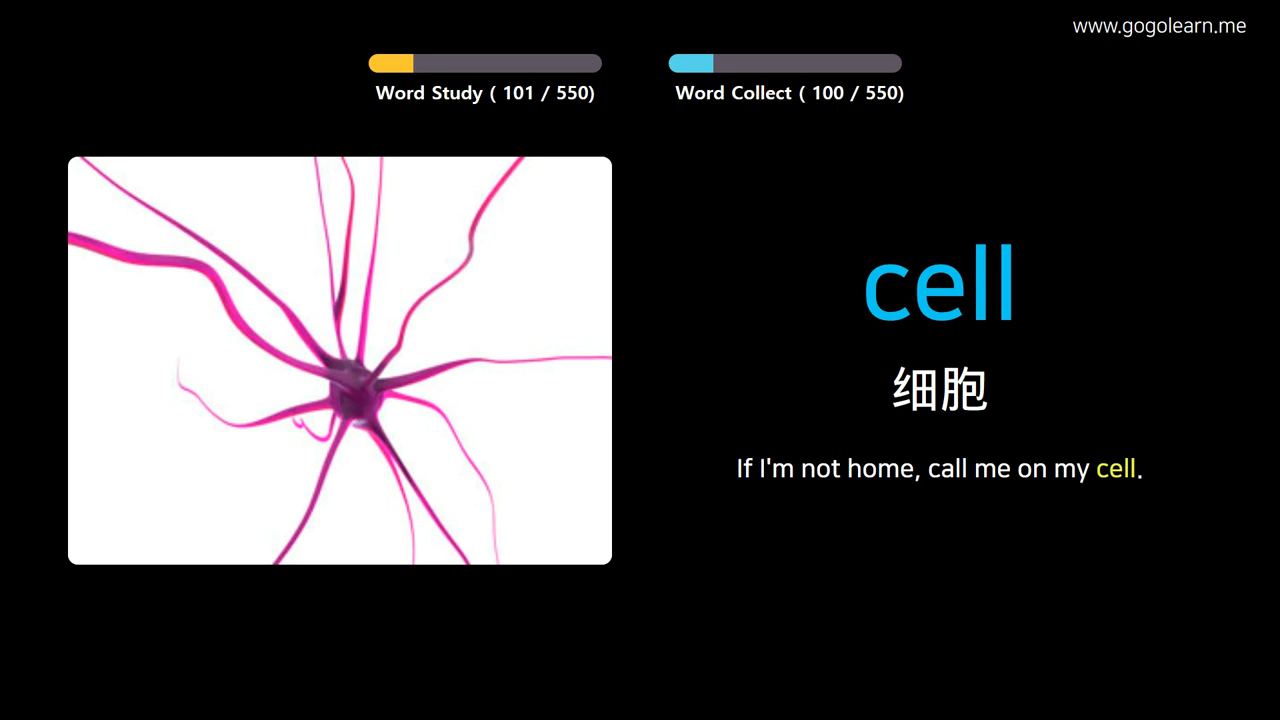 www.gogolearn.me
Word Study ( 101 / 550)
Word Collect ( 100 / 550)
cell
细胞
If I'm not home, call me on my cell.